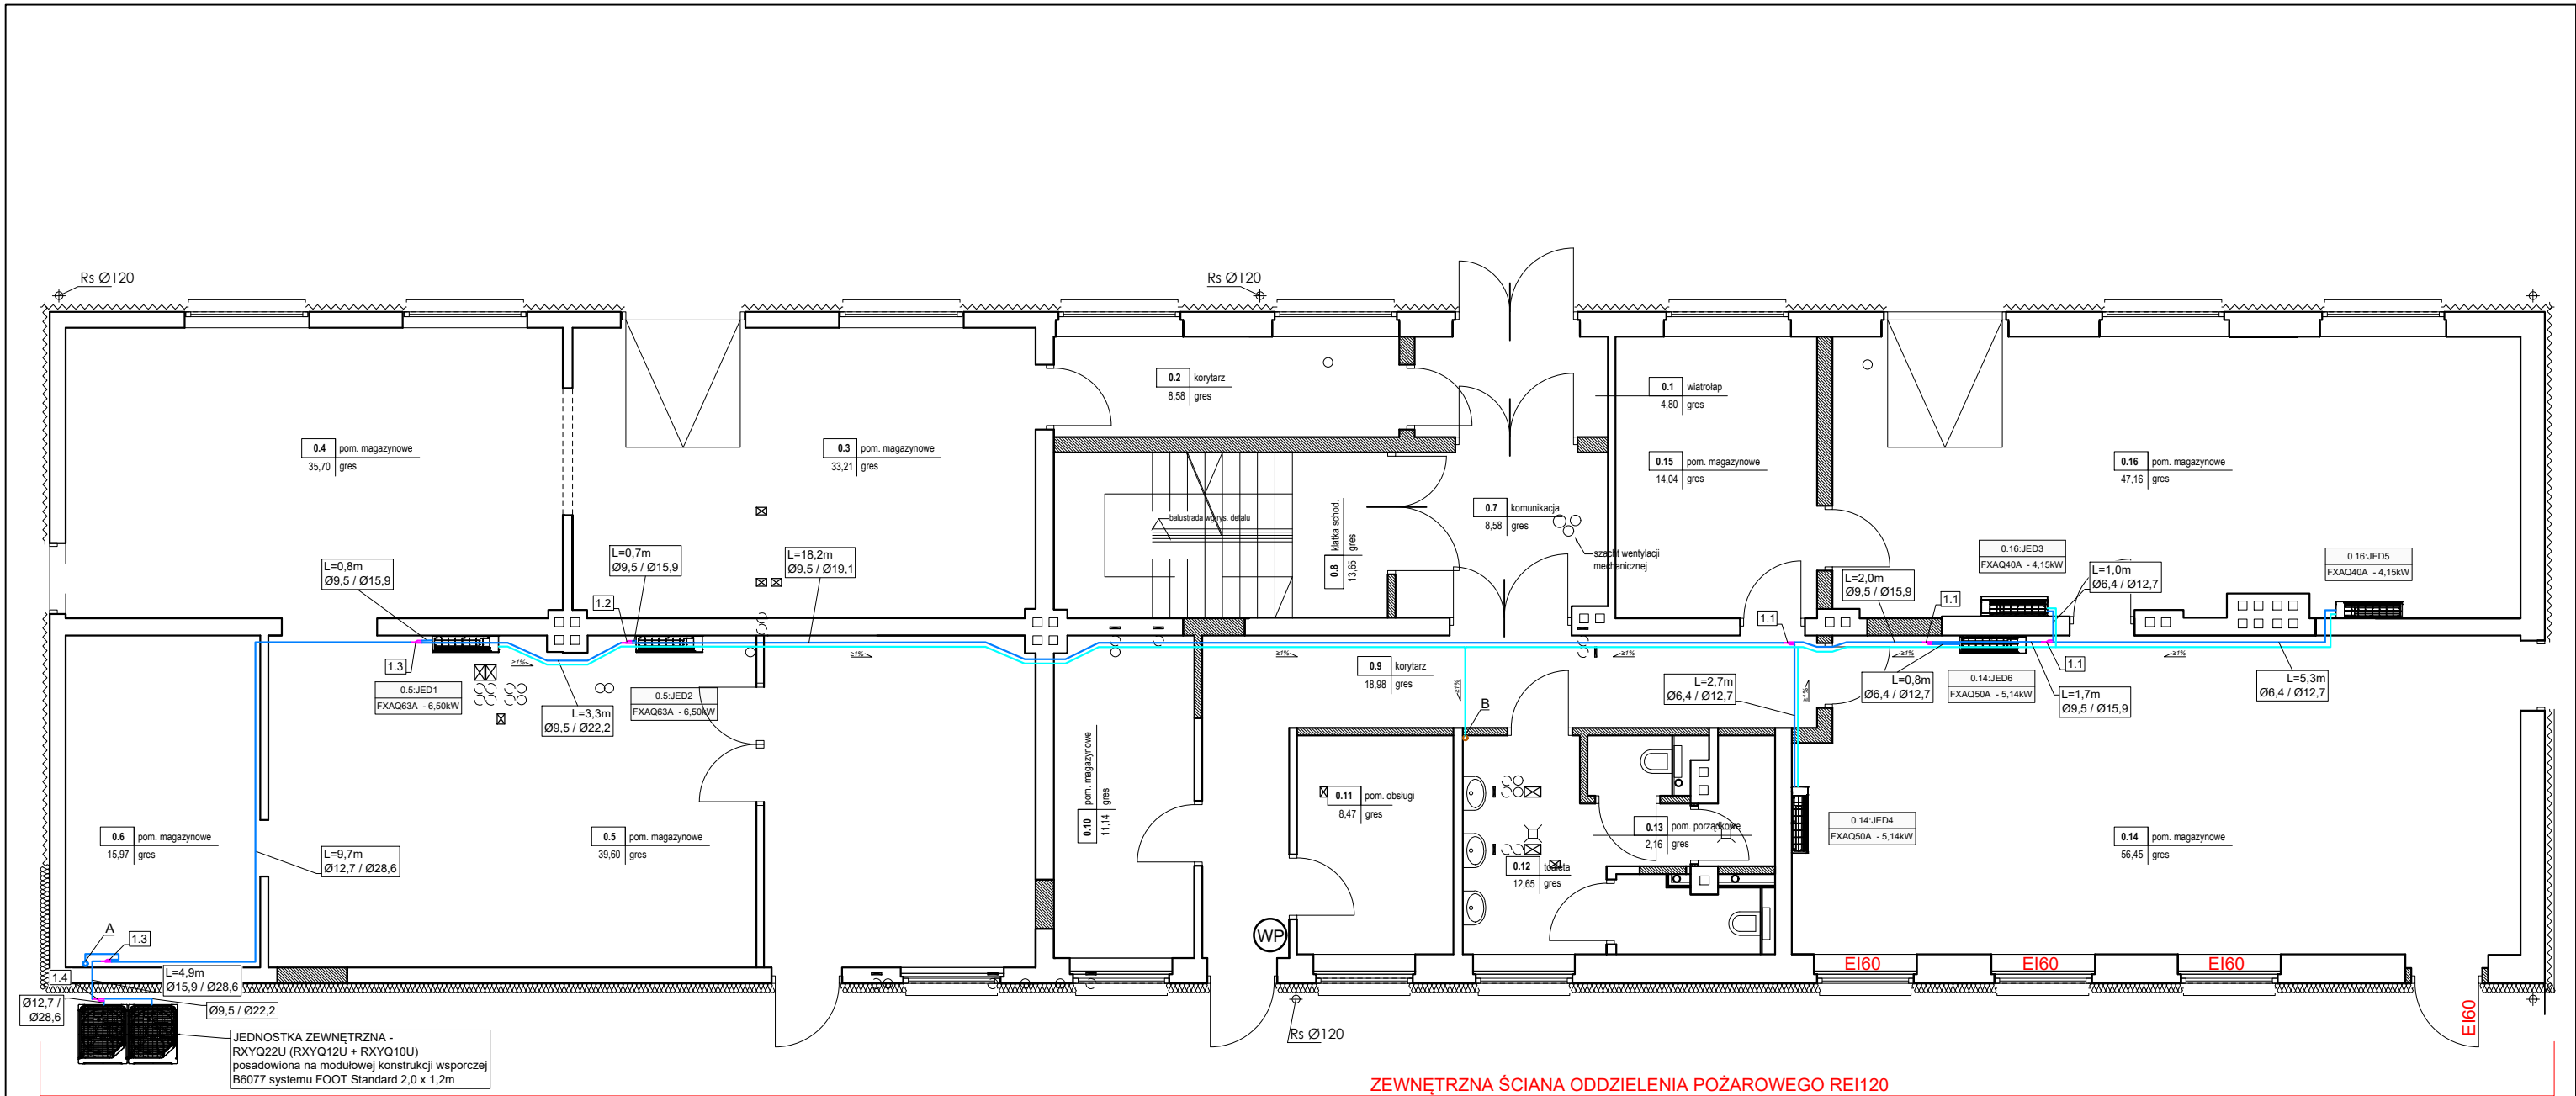 Rs Ø120
Rs Ø120
0.2 korytarz
8,58 gres
0.1 wiatrołap
4,80 gres
0.4 pom. magazynowe
35,70 gres
0.3 pom. magazynowe
33,21 gres
0.15 pom. magazynowe
14,04 gres
0.16 pom. magazynowe
47,16 gres
balustrada wg rys. detalu
0.8 klatka schod.
13,65 gres
0.7 komunikacja
8,58 gres
szacht wentylacji
mechanicznej
L=0,8m
Ø9,5 / Ø15,9
L=0,7m
Ø9,5 / Ø15,9
L=18,2m
Ø9,5 / Ø19,1
1.2
1.3
0.5:JED1
FXAQ63A - 6,50kW
≥1%
L=3,3m
Ø9,5 / Ø22,2
0.5:JED2
FXAQ63A - 6,50kW
≥1%
≥1%
0.9 korytarz
18,98 gres
≥1%
≥1%
B
1.1
L=2,7m
Ø6,4 / Ø12,7
≥1%
L=2,0m
Ø9,5 / Ø15,9
1.1
0.16:JED3
FXAQ40A - 4,15kW
L=1,0m
Ø6,4 / Ø12,7
0.16:JED5
FXAQ40A - 4,15kW
≥1%
L=0,8m
Ø6,4 / Ø12,7
0.14:JED6
FXAQ50A - 5,14kW
1.1
L=1,7m
Ø9,5 / Ø15,9
≥1%
L=5,3m
Ø6,4 / Ø12,7
0.10 pom. magazynowe
11,14 gres
0.11 pom. obsługi
8,47 gres
0.13 pom. porządkowe
2,16 gres
0.12 toaleta
12,65 gres
0.14:JED4
FXAQ50A - 5,14kW
0.14 pom. magazynowe
56,45 gres
0.6 pom. magazynowe
15,97 gres
0.5 pom. magazynowe
39,60 gres
L=9,7m
Ø12,7 / Ø28,6
A
1.3
1.4
L=4,9m
Ø15,9 / Ø28,6
Ø12,7 /
Ø28,6
Ø9,5 / Ø22,2
WP
EI60
EI60
EI60
EI60
Rs Ø120
JEDNOSTKA ZEWNĘTRZNA -
RXYQ22U (RXYQ12U + RXYQ10U)
posadowiona na modułowej konstrukcji wsporczej
B6077 systemu FOOT Standard 2,0 x 1,2m
ZEWNĘTRZNA ŚCIANA ODDZIELENIA POŻAROWEGO REI120